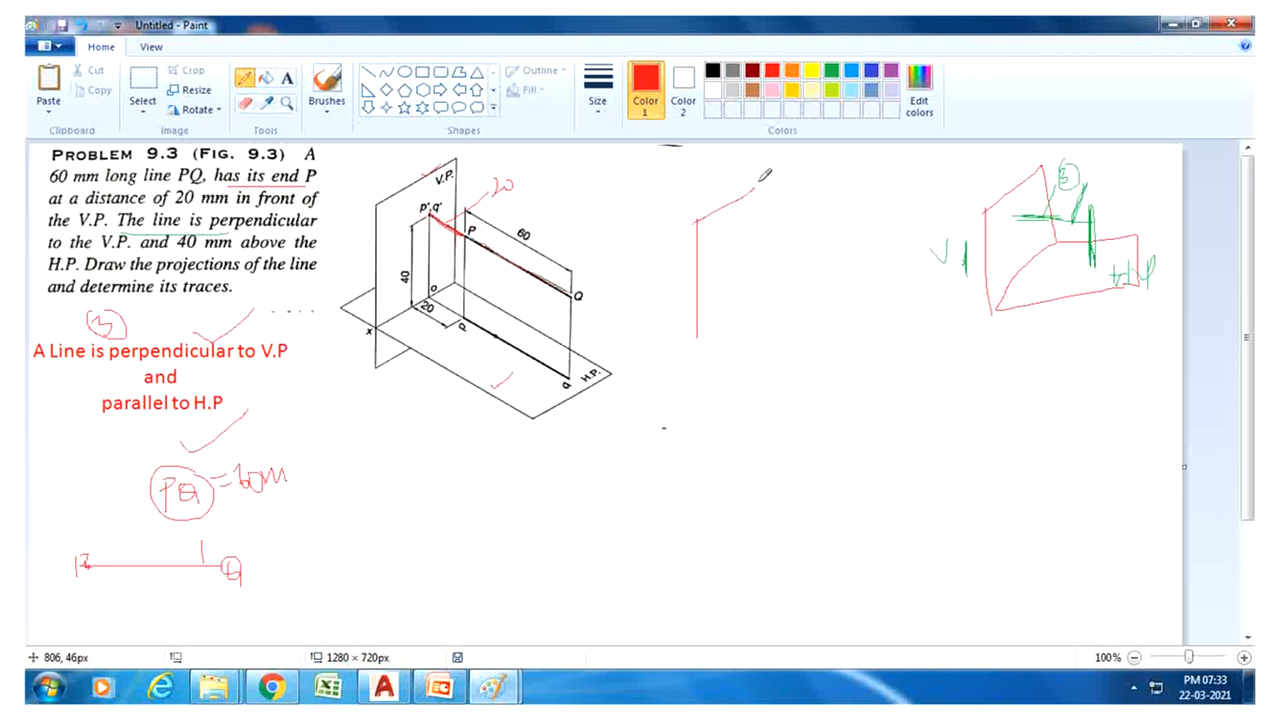 Untitled - Paint
Home
View
Paste
Cut
Copy
Clipboard
Select
Crop
Resize
Rotate
Image
Tools
Brushes
Shapes
Outline
Fill
Size
Color
1
Color
2
Edit
colors
Colors
PROBLEM 9.3 (FIG. 9.3) A
60 mm long line PQ, has its end P
at a distance of 20 mm in front of
the V.P. The line is perpendicular
to the V.P. and 40 mm above the
H.P. Draw the projections of the line
and determine its traces.
3
A Line is perpendicular to V.P
and
parallel to H.P
V.P.
20
p',q'
P
60
40
Q
o
20
P
x
q
H.P.
3
HP
806, 46px
1280 × 720px
100%
PM 07:33
22-03-2021